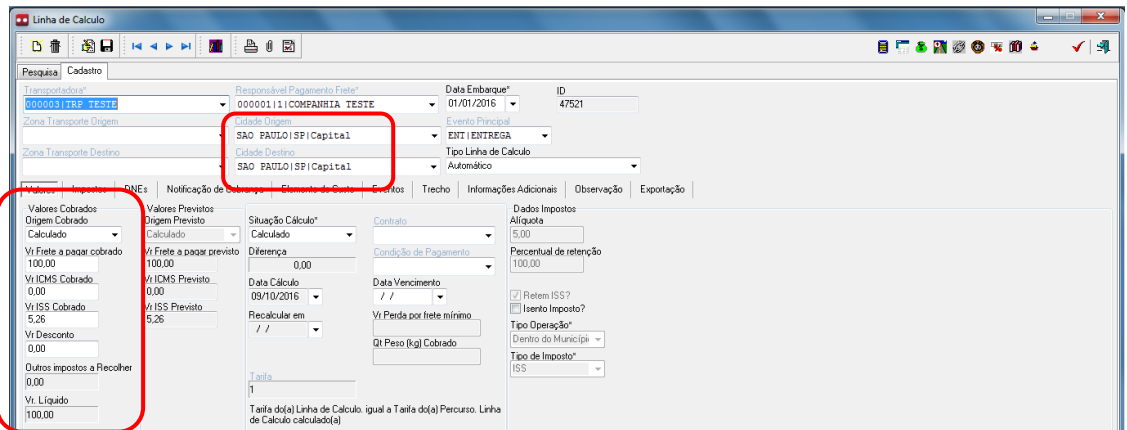 Linha de Calculo
Pesquisa Cadastro
Transportadora* Responsável Pagamento Frete* Data Embarque* ID
000003|TRP TESTE 000001|1|COMPANHIA TESTE 01/01/2016 47521
Zona Transporte Origem Cidade Origem Evento Principal
SAO PAULO|SP|Capital ENT|ENTREGA
Zona Transporte Destino Cidade Destino Tipo Linha de Calculo
SAO PAULO|SP|Capital Automático
Valores Impostos DNEs Notificação de Cobrança Elemento de Custo Eventos Trecho Informações Adicionais Observação Exportação
Valores Cobrados
Origem Cobrado
Calculado
Vr Frete a pagar cobrado
100,00
Vr ICMS Cobrado
0,00
Vr ISS Cobrado
5,26
Vr Desconto
0,00
Outros impostos a Recolher
0,00
Vr. Líquido
100,00
Valores Previstos
Origem Previsto
Calculado
Vr Frete a pagar previsto
100,00
Vr ICMS Previsto
0,00
Vr ISS Previsto
5,26
Situação Cálculo* Contrato
Calculado
Diferença Condição de Pagamento
0,00
Data Cálculo Data Vencimento
09/10/2016 / /
Recalcular em Vr Perda por frete mínimo
/ /
Qt Peso (kg) Cobrado
Tarifa
1
Tarifa do(a) Linha de Calculo. igual a Tarifa do(a) Percurso. Linha
de Calculo calculado(a)
Dados Impostos
Alíquota
5,00
Percentual de retenção
100,00
Retem ISS?
Isento Imposto?
Tipo Operação*
Dentro do Municípi
Tipo de Imposto*
ISS